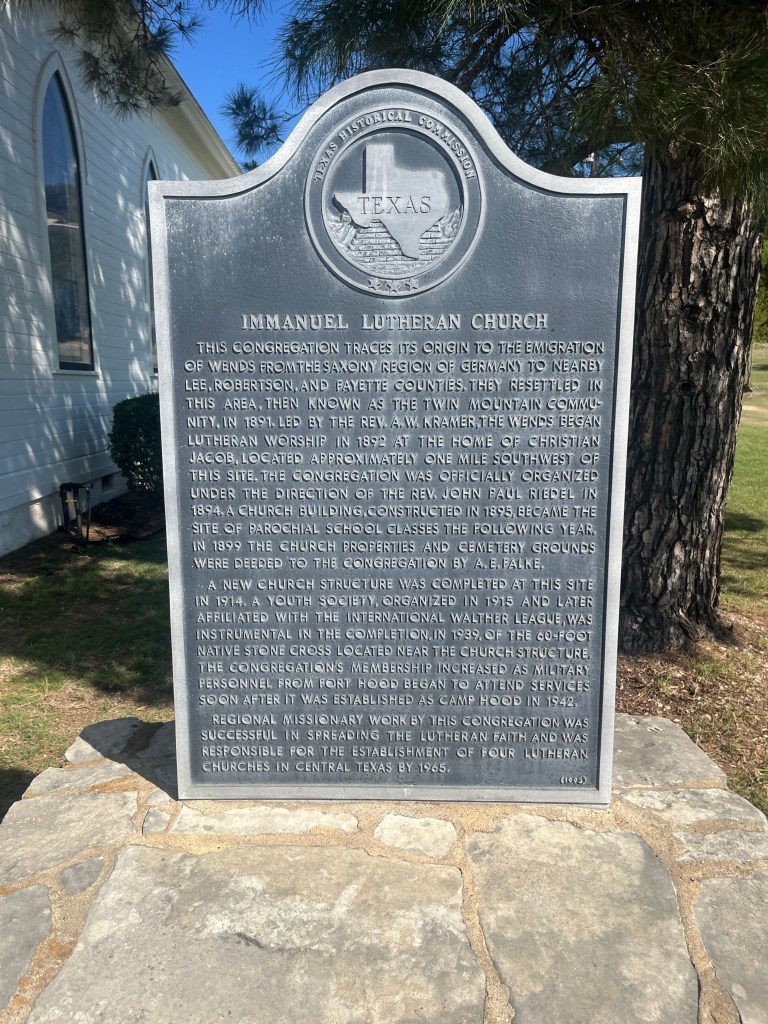 TEXAS HISTORICAL COMMISSION
TEXAS
IMMANUEL LUTHERAN CHURCH
THIS CONGREGATION TRACES ITS ORIGIN TO THE EMIGRATION
OF WENDS FROM THE SAXONY REGION OF GERMANY TO NEARBY
LEE, ROBERTSON, AND FAYETTE COUNTIES. THEY RESETTLED IN
THIS AREA, THEN KNOWN AS THE TWIN MOUNTAIN COMMU-
NITY, IN 1891. LED BY THE REV. A. W. KRAMER, THE WENDS BEGAN
LUTHERAN WORSHIP IN 1892 AT THE HOME OF CHRISTIAN
JACOB, LOCATED APPROXIMATELY ONE MILE SOUTHWEST OF
THIS SITE. THE CONGREGATION WAS OFFICIALLY ORGANIZED
UNDER THE DIRECTION OF THE REV. JOHN PAUL RIEDEL IN
1894. A CHURCH BUILDING, CONSTRUCTED IN 1895, BECAME THE
SITE OF PAROCHIAL SCHOOL CLASSES THE FOLLOWING YEAR.
IN 1899 THE CHURCH PROPERTIES AND CEMETERY GROUNDS
WERE DEEDED TO THE CONGREGATION BY A. E. FALKE.
A NEW CHURCH STRUCTURE WAS COMPLETED AT THIS SITE
IN 1914. A YOUTH SOCIETY, ORGANIZED IN 1915 AND LATER
AFFILIATED WITH THE INTERNATIONAL WALTHER LEAGUE, WAS
INSTRUMENTAL IN THE COMPLETION, IN 1939, OF THE 60-FOOT
NATIVE STONE CROSS LOCATED NEAR THE CHURCH STRUCTURE.
THE CONGREGATION'S MEMBERSHIP INCREASED AS MILITARY
PERSONNEL FROM FORT HOOD BEGAN TO ATTEND SERVICES
SOON AFTER IT WAS ESTABLISHED AS CAMP HOOD IN 1942.
REGIONAL MISSIONARY WORK BY THIS CONGREGATION WAS
SUCCESSFUL IN SPREADING THE LUTHERAN FAITH AND WAS
RESPONSIBLE FOR THE ESTABLISHMENT OF FOUR LUTHERAN
CHURCHES IN CENTRAL TEXAS BY 1965.